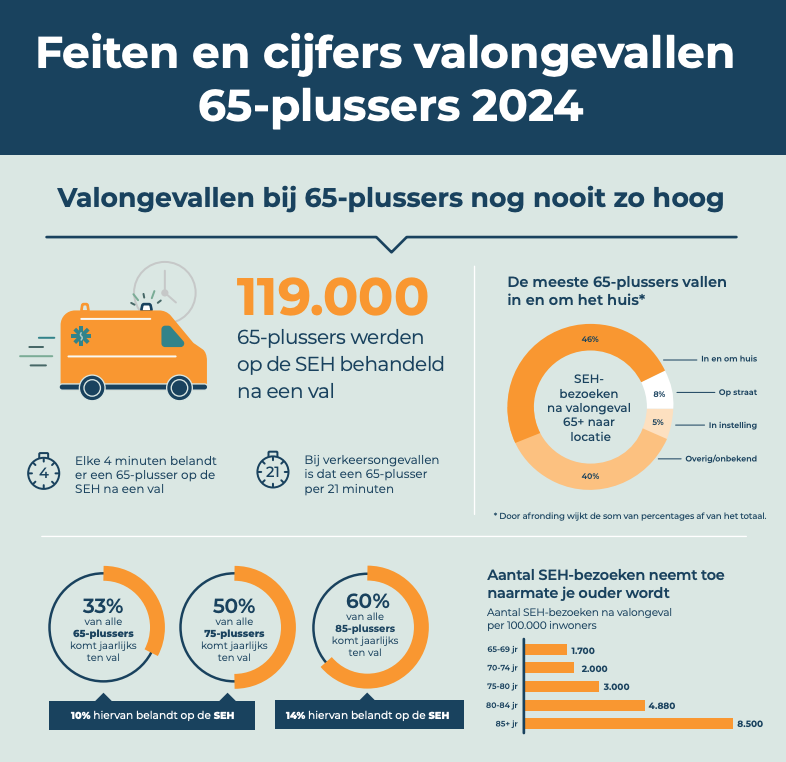 Feiten en cijfers valongevallen
65-plussers 2024
Valongevallen bij 65-plussers nog nooit zo hoog
119.000
65-plussers werden
op de SEH behandeld
na een val
4
Elke 4 minuten belandt
er een 65-plusser op de
SEH na een val
21
Bij verkeersongevallen
is dat een 65-plusser
per 21 minuten
De meeste 65-plussers vallen
in en om het huis*
46%
8%
5%
40%
SEH-
bezoeken
na valongeval
65+ naar
locatie
In en om huis
Op straat
In instelling
Overig/onbekend
* Door afronding wijkt de som van percentages af van het totaal.
33%
van alle
65-plussers
komt jaarlijks
ten val
50%
van alle
75-plussers
komt jaarlijks
ten val
60%
van alle
85-plussers
komt jaarlijks
ten val
10% hiervan belandt op de SEH
14% hiervan belandt op de SEH
Aantal SEH-bezoeken neemt toe
naarmate je ouder wordt
Aantal SEH-bezoeken na valongeval
per 100.000 inwoners
65-69 jr 1.700
70-74 jr 2.000
75-80 jr 3.000
80-84 jr 4.880
85+ jr 8.500